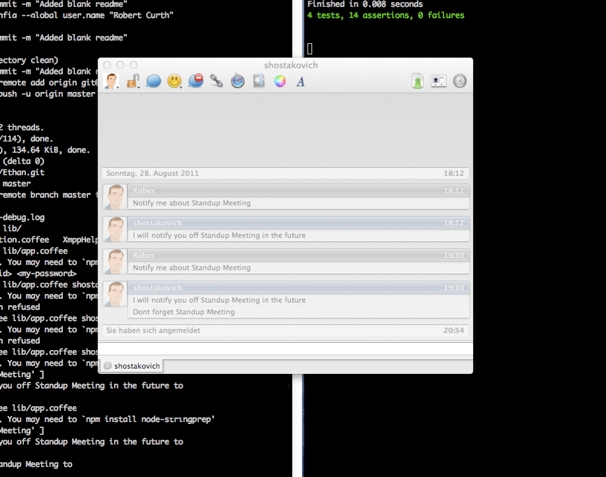 ommit -m "Added blank readme"
nfia --global user.name "Robert Curth"
mmit -m "Added blank readme"
ectory clean)
mmit -m "Added blank r
remote add origin git
push -u origin master
2 threads.
/114), done.
), 134.64 KiB, done.
(delta 0)
/Ethan.git
master
remote branch master f
-debug.log
lib/
tion.coffee XmppHelp
lib/app.coffee
. You may need to `npm
id> <my-password>
lib/app.coffee shosta
. You may need to `npm
n refused
ee lib/app.coffee shos
. You may need to `npm
n refused
ee lib/app.coffee shos
. You may need to `npm
Meeting' ]
you off Standup Meeting in the future to
ee lib/app.coffee
. You may need to `npm install node-stringprep'
Meeting' ]
you off Standup Meeting in the future to
andup Meeting to
Finished in 0.008 seconds
4 tests, 14 assertions, 0 failures
shostakovich
Sonntag, 28. August 2011 18:12
Rober 18:12
Notify me about Standup Meeting
shostakovich 18:12
I will notify you off Standup Meeting in the future
Rober 19:10
Notify me about Standup Meeting
shostakovich 19:10
I will notify you off Standup Meeting in the future
Dont forget Standup Meeting
Sie haben sich angemeldet 20:54
shostakovich